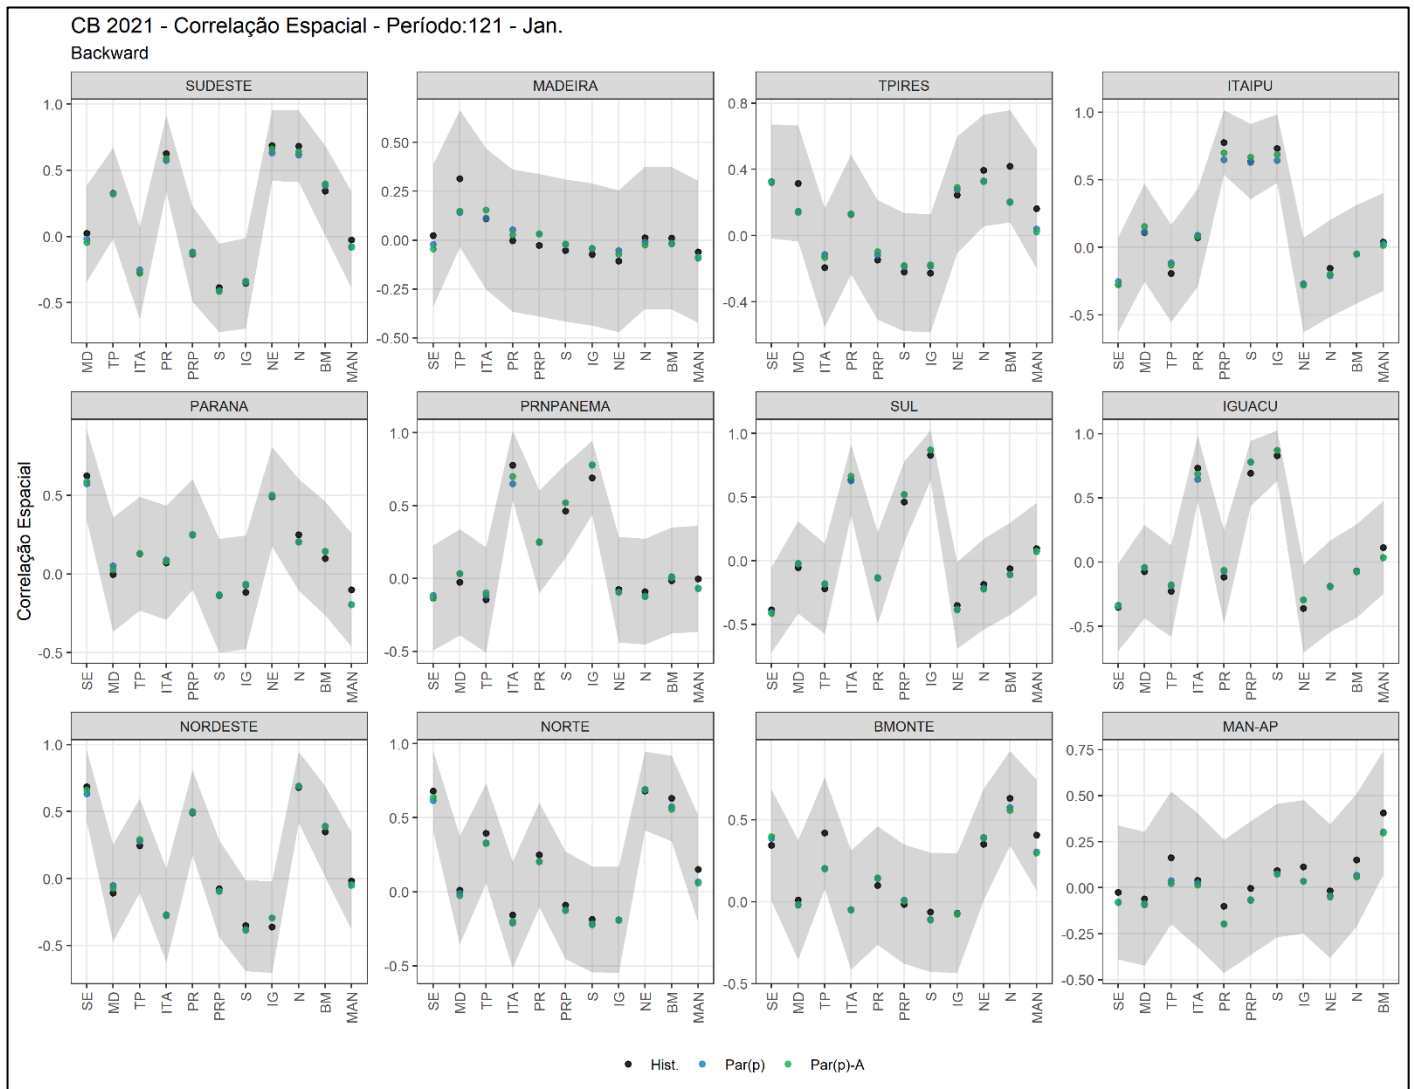 CB 2021 - Correlação Espacial - Período:121 - Jan.
Backward
Correlação Espacial
SUDESTE
1.0
0.5
0.0
-0.5
MD TP ITA PR PRP S IG NE N BM MAN
MADEIRA
0.50
0.25
0.00
-0.25
-0.50
SE TP ITA PR PRP S IG NE N BM MAN
TPIRES
0.8
0.4
0.0
-0.4
SE MD ITA PR PRP S IG NE N BM MAN
ITAIPU
1.0
0.5
0.0
-0.5
SE MD TP PR PRP S IG NE N BM MAN
PARANA
0.5
0.0
-0.5
SE MD TP ITA PRP S IG NE N BM MAN
PRNPANEMA
1.0
0.5
0.0
-0.5
SE MD TP ITA PR S IG NE N BM MAN
SUL
1.0
0.5
0.0
-0.5
SE MD TP ITA PR PRP IG NE N BM MAN
IGUACU
1.0
0.5
0.0
-0.5
SE MD TP ITA PR PRP S NE N BM MAN
NORDESTE
1.0
0.5
0.0
-0.5
SE MD TP ITA PR PRP S IG N BM MAN
NORTE
1.0
0.5
0.0
-0.5
SE MD TP ITA PR PRP S IG NE BM MAN
BMONTE
0.5
0.0
-0.5
SE MD TP ITA PR PRP S IG NE N MAN
MAN-AP
0.75
0.50
0.25
0.00
-0.25
-0.50
SE MD TP ITA PR PRP S IG NE N BM
Hist. Par(p) Par(p)-A